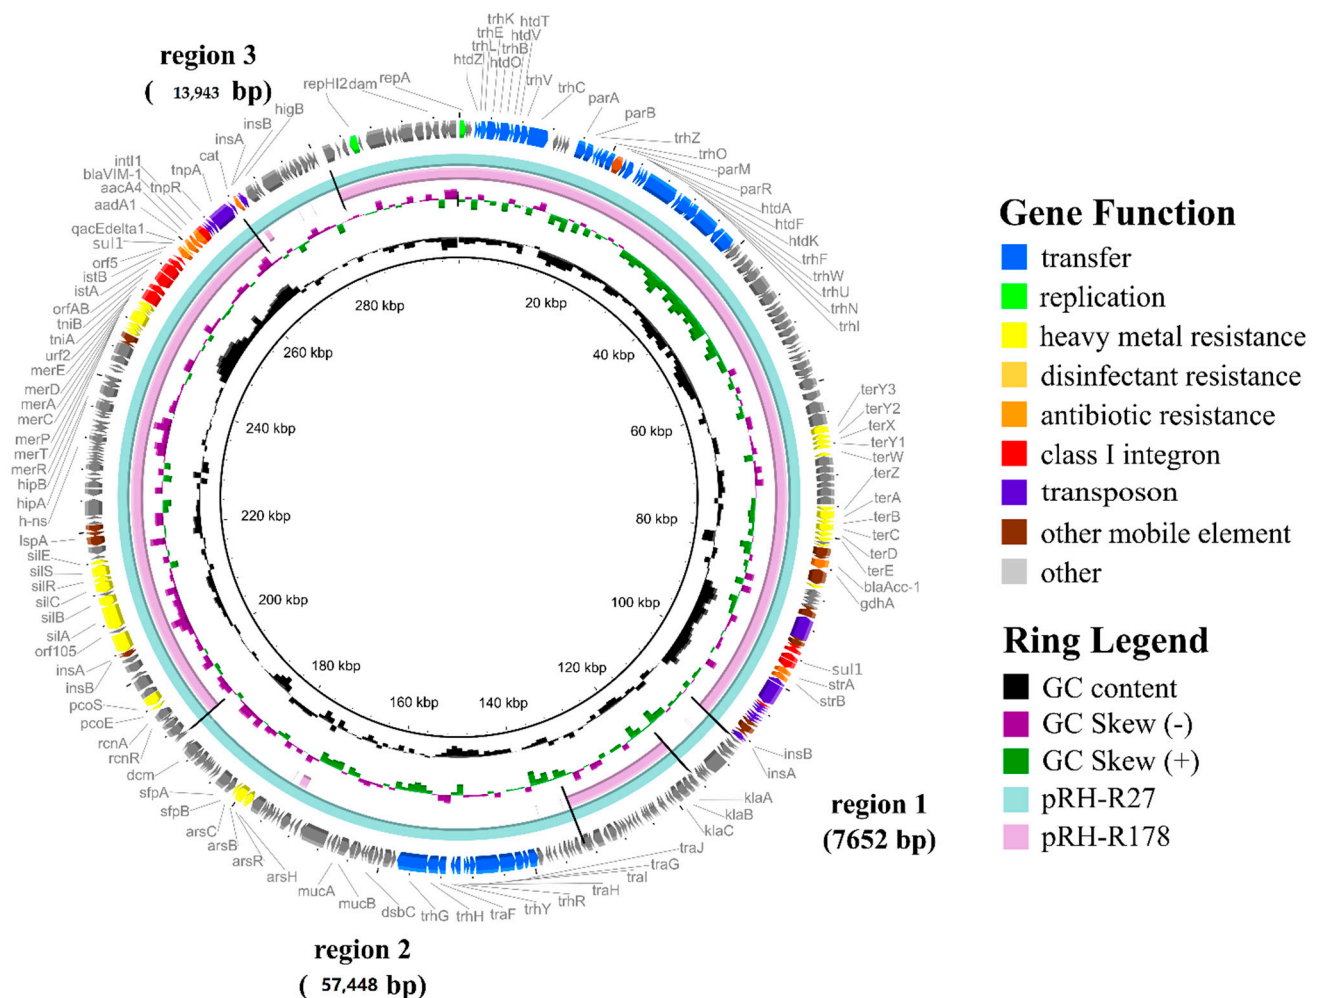 region 3
( 13,943 bp)
repHI2
dam
repA
htdZ
trhL
trhE
trhK
htdO
trhB
htdV
htdT
trhV
trhC
parA
parB
trhZ
trhO
parM
parR
htdA
htdF
htdK
trhF
trhW
trhU
trhN
trhI
terY3
terY2
terX
terY1
terW
terZ
terA
terB
terC
terD
terE
blaAcc-1
gdhA
sul1
strA
strB
insB
insA
klaA
klaB
klaC
region 1
(7652 bp)
traJ
traG
traI
traH
trhR
trhY
traF
trhH
trhG
dsbC
mucB
mucA
region 2
( 57,448 bp)
arsH
arsR
arsB
arsC
sfpB
sfpA
dcm
rcnR
rcnA
pcoE
pcoS
insB
insA
orf105
silA
silB
silC
silR
silS
silE
lspA
h-ns
hipA
hipB
merR
merT
merP
merC
merA
merD
merE
urf2
tniA
tniB
orfAB
istA
istB
orf5
sul1
qacEdelta1
aadA1
aacA4
blaVIM-1
intI1
tnpR
tnpA
cat
insA
insB
higB
20 kbp
40 kbp
60 kbp
80 kbp
100 kbp
120 kbp
140 kbp
160 kbp
180 kbp
200 kbp
220 kbp
240 kbp
260 kbp
280 kbp
Gene Function
transfer
replication
heavy metal resistance
disinfectant resistance
antibiotic resistance
class I integron
transposon
other mobile element
other
Ring Legend
GC content
GC Skew (-)
GC Skew (+)
pRH-R27
pRH-R178